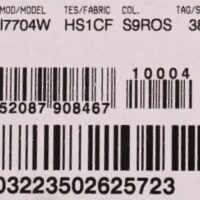 MOD/MODEL TES/FABRIC COL. TAG/S
I7704W HS1CF S9ROS 38
10004
52087 908467
03223502625723